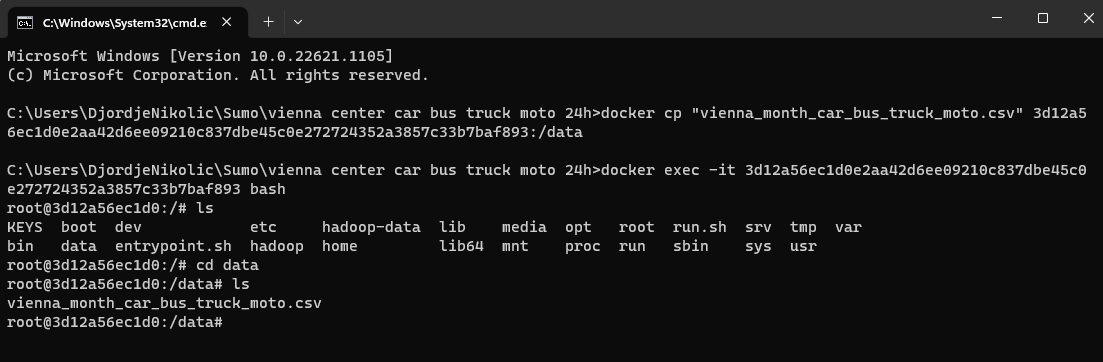 C:\Windows\System32\cmd.e
Microsoft Windows [Version 10.0.22621.1105]
(c) Microsoft Corporation. All rights reserved.
C:\Users\DjordjeNikolic\Sumo\vienna center car bus truck moto 24h>docker cp "vienna_month_car_bus_truck_moto.csv" 3d12a5
6ec1d0e2aa42d6ee09210c837dbe45c0e272724352a3857c33b7baf893:/data
C:\Users\DjordjeNikolic\Sumo\vienna center car bus truck moto 24h>docker exec -it 3d12a56ec1d0e2aa42d6ee09210c837dbe45c0
e272724352a3857c33b7baf893 bash
root@3d12a56ec1d0:/# ls
KEYS boot dev etc hadoop-data lib media opt root run.sh srv tmp var
bin data entrypoint.sh hadoop home lib64 mnt proc run sbin sys usr
root@3d12a56ec1d0:/# cd data
root@3d12a56ec1d0:/data# ls
vienna_month_car_bus_truck_moto.csv
root@3d12a56ec1d0:/data#